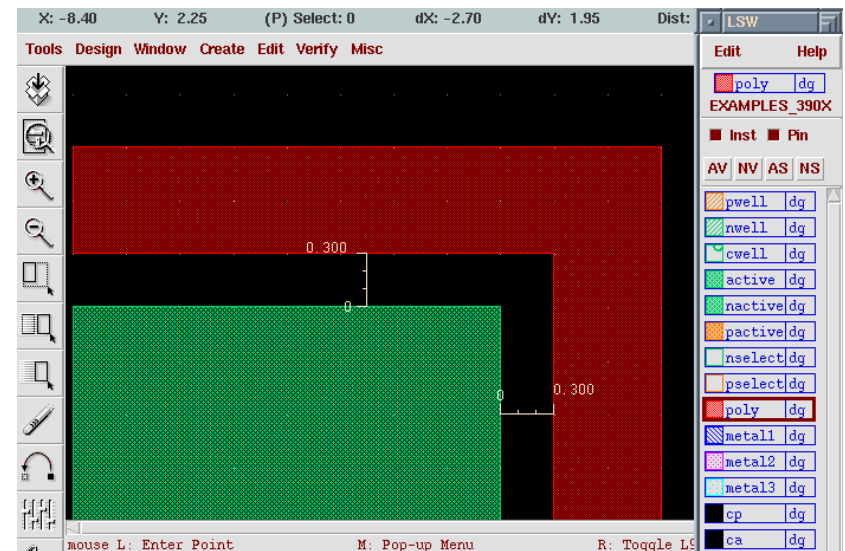 X: -8.40 Y: 2.25 (P) Select: 0 dX: -2.70 dY: 1.95 Dist:
Tools Design Window Create Edit Verify Misc
0.300
0
0
0.300
mouse L: Enter Point M: Pop-up Menu R: Toggle
LSW
Edit Help
poly dg
EXAMPLES_390X
Inst Pin
AV NV AS NS
pwell dg
nwell dg
cwell dg
active dg
nactive dg
pactive dg
nselect dg
pselect dg
poly dg
metal1 dg
metal2 dg
metal3 dg
cp dg
ca dg